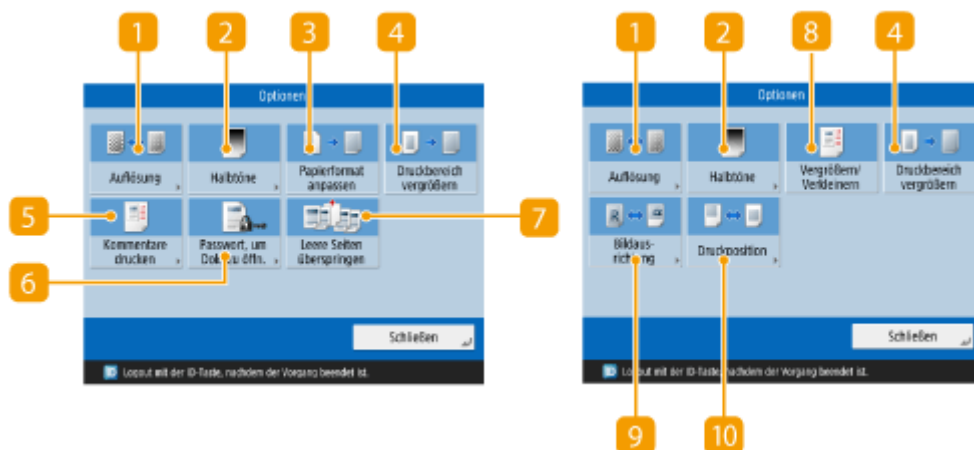 1 2 3 4
Optionen
Auflösung Halbtöne Papierformat anpassen Druckbereich vergrößern
5 Kommentare drucken Passwort, um Dok. zu öffn. Leere Seiten überspringen 7
6
Schließen
ID Logout mit der ID-Taste, nachdem der Vorgang beendet ist.
1 2 8 4
Optionen
Auflösung Halbtöne Vergrößern/ Verkleinern Druckbereich vergrößern
Bildaus-richtung Druckposition
Schließen
ID Logout mit der ID-Taste, nachdem der Vorgang beendet ist.
9 10